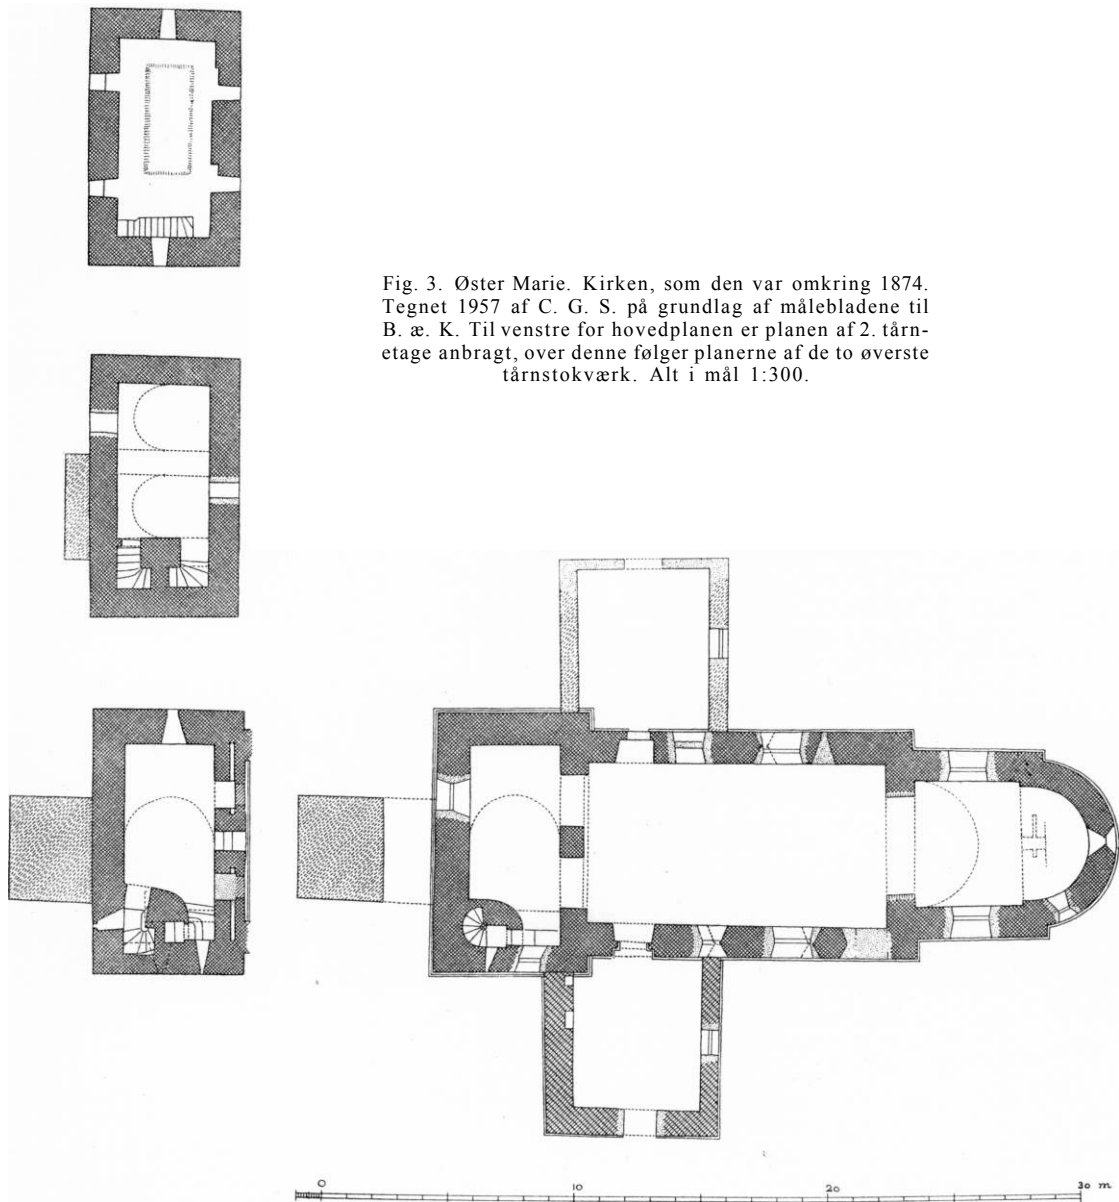 Fig. 3. Øster Marie. Kirken, som den var omkring 1874.
Tegnet 1957 af C. G. S. på grundlag af målebladene til
B. æ. K. Til venstre for hovedplanen er planen af 2. tårn-
etage anbragt, over denne følger planerne af de to øverste
tårnstokværk. Alt i mål 1:300.
0 10 20 30 m